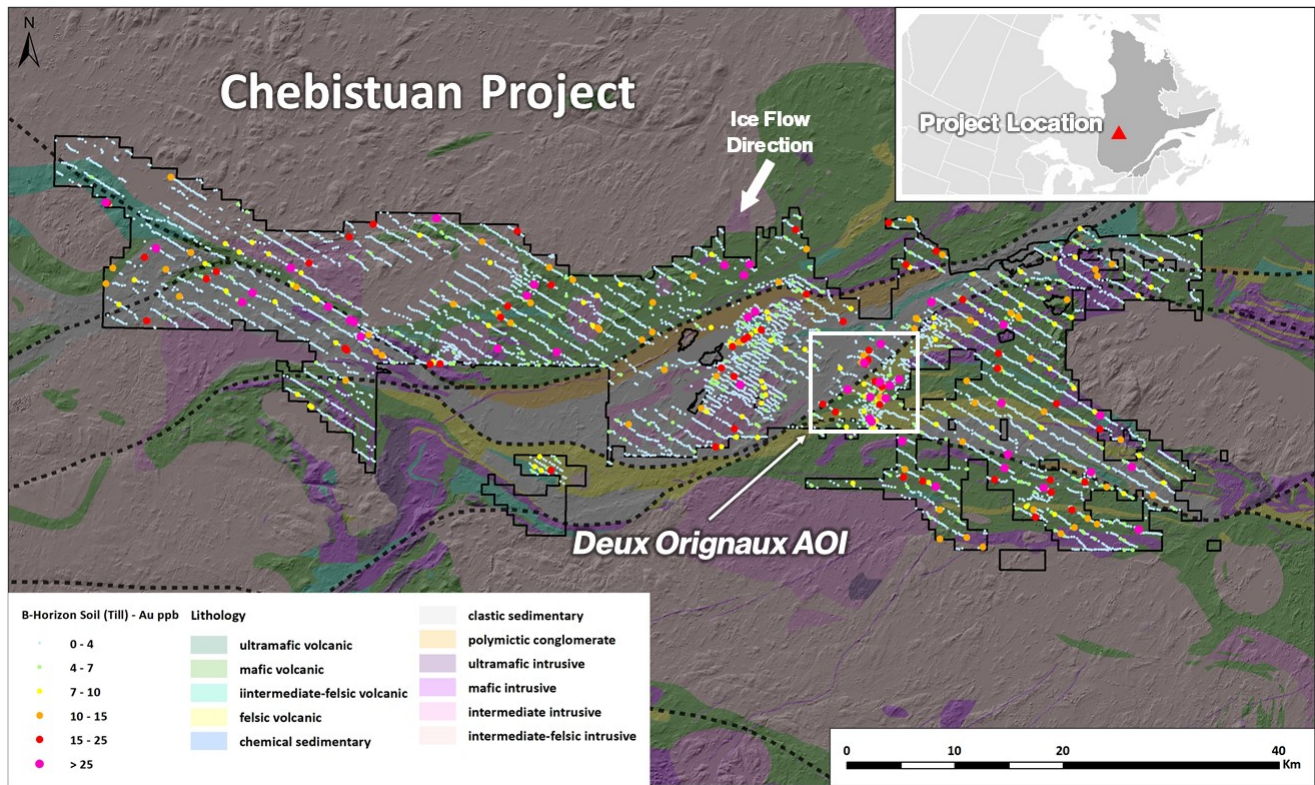 N
Chebistuan Project
Ice Flow
Direction
Project Location
Deux Orignaux AOI
B-Horizon Soil (Till) - Au ppb
0 - 4
4 - 7
7 - 10
10 - 15
15 - 25
> 25
Lithology
ultramafic volcanic
mafic volcanic
iintermediate-felsic volcanic
felsic volcanic
chemical sedimentary
clastic sedimentary
polymictic conglomerate
ultramafic intrusive
mafic intrusive
intermediate intrusive
intermediate-felsic intrusive
0 10 20 40
Km